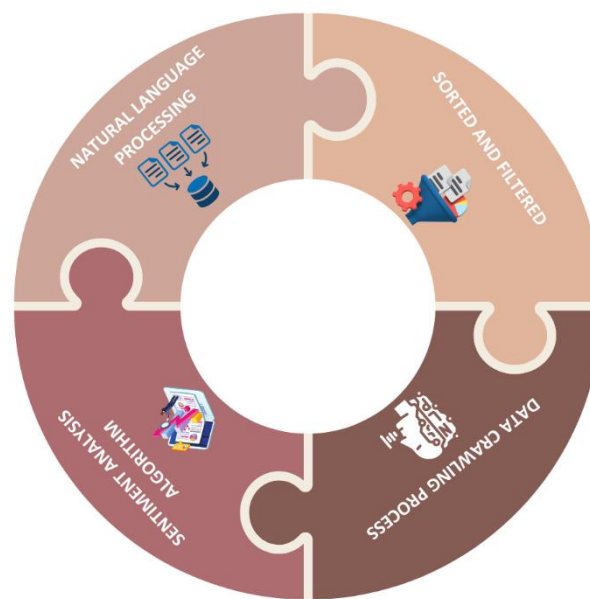 NATURAL LANGUAGE
PROCESSING
SORTED AND FILTERED
SENTIMENT ANALYSIS
ALGORITHM
DATA CRAWLING PROCESS